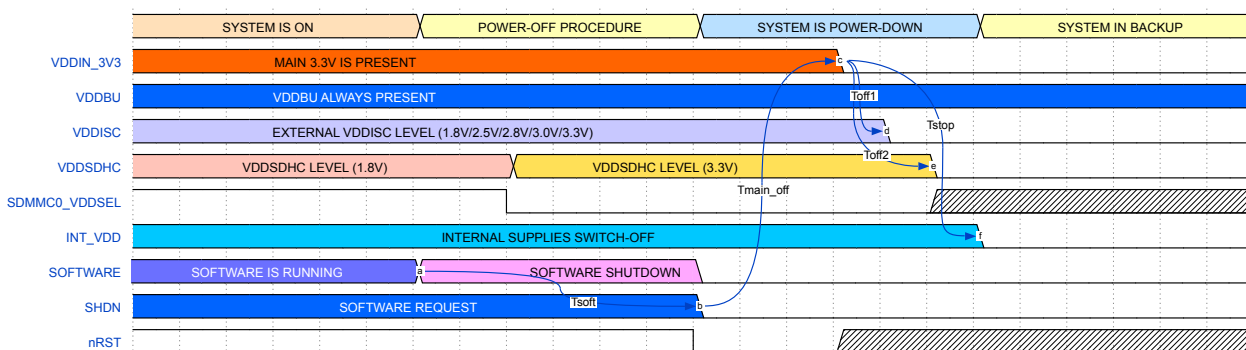 SYSTEM IS ON POWER-OFF PROCEDURE SYSTEM IS POWER-DOWN SYSTEM IN BACKUP
VDDIN_3V3 MAIN 3.3V IS PRESENT c
VDDBU VDDBU ALWAYS PRESENT Toff1
VDDISC EXTERNAL VDDISC LEVEL (1.8V/2.5V/2.8V/3.0V/3.3V) d Tstop
Toff2
VDDSDHC VDDSDHC LEVEL (1.8V) VDDSDHC LEVEL (3.3V) e
Tmain_off
SDMMC0_VDDSEL
INT_VDD INTERNAL SUPPLIES SWITCH-OFF f
SOFTWARE SOFTWARE IS RUNNING a SOFTWARE SHUTDOWN
Tsoft
SHDN SOFTWARE REQUEST b
nRST